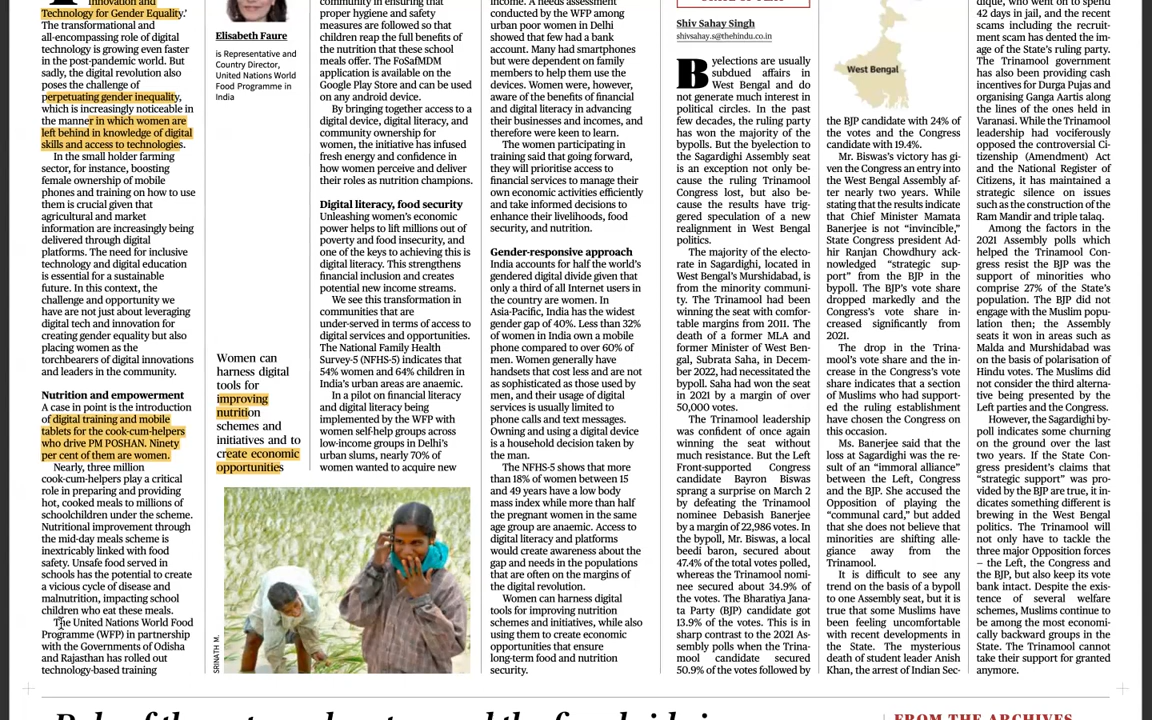 Innovation and
Technology for Gender Equality.’
The transformational and
all-encompassing role of digital
technology is growing even faster
in the post-pandemic world. But
sadly, the digital revolution also
poses the challenge of
perpetuating gender inequality,
which is increasingly noticeable in
the manner in which women are
left behind in knowledge of digital
skills and access to technologies.
In the small holder farming
sector, for instance, boosting
female ownership of mobile
phones and training on how to use
them is crucial given that
agricultural and market
information are increasingly being
delivered through digital
platforms. The need for inclusive
technology and digital education
is essential for a sustainable
future. In this context, the
challenge and opportunity we
have are not just about leveraging
digital tech and innovation for
creating gender equality but also
placing women as the
torchbearers of digital innovations
and leaders in the community.
Nutrition and empowerment
A case in point is the introduction
of digital training and mobile
tablets for the cook-cum-helpers
who drive PM POSHAN. Ninety
per cent of them are women.
Nearly, three million
cook-cum-helpers play a critical
role in preparing and providing
hot, cooked meals to millions of
schoolchildren under the scheme.
Nutritional improvement through
the mid-day meals scheme is
inextricably linked with food
safety. Unsafe food served in
schools has the potential to create
a vicious cycle of disease and
malnutrition, impacting school
children who eat these meals.
The United Nations World Food
Programme (WFP) in partnership
with the Governments of Odisha
and Rajasthan has rolled out
technology-based training
Elisabeth Faure
is Representative and
Country Director,
United Nations World
Food Programme in
India
Women can
harness digital
tools for
improving
nutrition
schemes and
initiatives and to
create economic
opportunities
SRINATH M.
community in ensuring that
proper hygiene and safety
measures are followed so that
children reap the full benefits of
the nutrition that these school
meals offer. The FoSafMDM
application is available on the
Google Play Store and can be used
on any android device.
By bringing together access to a
digital device, digital literacy, and
community ownership for
women, the initiative has infused
fresh energy and confidence in
how women perceive and deliver
their roles as nutrition champions.
Digital literacy, food security
Unleashing women’s economic
power helps to lift millions out of
poverty and food insecurity, and
one of the keys to achieving this is
digital literacy. This strengthens
financial inclusion and creates
potential new income streams.
We see this transformation in
communities that are
under-served in terms of access to
digital services and opportunities.
The National Family Health
Survey-5 (NFHS-5) indicates that
54% women and 64% children in
India’s urban areas are anaemic.
In a pilot on financial literacy
and digital literacy being
implemented by the WFP with
women self-help groups across
low-income groups in Delhi’s
urban slums, nearly 70% of
women wanted to acquire new
income. A needs assessment
conducted by the WFP among
urban poor women in Delhi
showed that few had a bank
account. Many had smartphones
but were dependent on family
members to help them use the
devices. Women were, however,
aware of the benefits of financial
and digital literacy in advancing
their businesses and incomes, and
therefore were keen to learn.
The women participating in
training said that going forward,
they will prioritise access to
financial services to manage their
own economic activities efficiently
and take informed decisions to
enhance their livelihoods, food
security, and nutrition.
Gender-responsive approach
India accounts for half the world’s
gendered digital divide given that
only a third of all Internet users in
the country are women. In
Asia-Pacific, India has the widest
gender gap of 40%. Less than 32%
of women in India own a mobile
phone compared to over 60% of
men. Women generally have
handsets that cost less and are not
as sophisticated as those used by
men, and their usage of digital
services is usually limited to
phone calls and text messages.
Owning and using a digital device
is a household decision taken by
the man.
The NFHS-5 shows that more
than 18% of women between 15
and 49 years have a low body
mass index while more than half
the pregnant women in the same
age group are anaemic. Access to
digital literacy and platforms
would create awareness about the
gap and needs in the populations
that are often on the margins of
the digital revolution.
Women can harness digital
tools for improving nutrition
schemes and initiatives, while also
using them to create economic
opportunities that ensure
long-term food and nutrition
security.
Shiv Sahay Singh
shivsahay.s@thehindu.co.in
Byelections are usually
subdued affairs in
West Bengal and do
not generate much interest in
political circles. In the past
few decades, the ruling party
has won the majority of the
bypolls. But the byelection to
the Sagardighi Assembly seat
is an exception not only be-
cause the ruling Trinamool
Congress lost, but also be-
cause the results have trig-
gered speculation of a new
realignment in West Bengal
politics.
The majority of the electo-
rate in Sagardighi, located in
West Bengal’s Murshidabad, is
from the minority communi-
ty. The Trinamool had been
winning the seat with comfor-
table margins from 2011. The
death of a former MLA and
former Minister of West Ben-
gal, Subrata Saha, in Decem-
ber 2022, had necessitated the
bypoll. Saha had won the seat
in 2021 by a margin of over
50,000 votes.
The Trinamool leadership
was confident of once again
winning the seat without
much resistance. But the Left
Front-supported Congress
candidate Bayron Biswas
sprang a surprise on March 2
by defeating the Trinamool
nominee Debasish Banerjee
by a margin of 22,986 votes. In
the bypoll, Mr. Biswas, a local
beedi baron, secured about
47.4% of the total votes polled,
whereas the Trinamool nomi-
nee secured about 34.9% of
the votes. The Bharatiya Jana-
ta Party (BJP) candidate got
13.9% of the votes. This is in
sharp contrast to the 2021 As-
sembly polls when the Trina-
mool candidate secured
50.9% of the votes followed by
West Bengal
the BJP candidate with 24% of
the votes and the Congress
candidate with 19.4%.
Mr. Biswas’s victory has gi-
ven the Congress an entry into
the West Bengal Assembly af-
ter nearly two years. While
stating that the results indicate
that Chief Minister Mamata
Banerjee is not “invincible,”
State Congress president Ad-
hir Ranjan Chowdhury ack-
nowledged “strategic sup-
port” from the BJP in the
bypoll. The BJP’s vote share
dropped markedly and the
Congress’s vote share in-
creased significantly from
2021.
The drop in the Trina-
mool’s vote share and the in-
crease in the Congress’s vote
share indicates that a section
of Muslims who had support-
ed the ruling establishment
have chosen the Congress on
this occasion.
Ms. Banerjee said that the
loss at Sagardighi was the re-
sult of an “immoral alliance”
between the Left, Congress
and the BJP. She accused the
Opposition of playing the
“communal card,” but added
that she does not believe that
minorities are shifting alle-
giance away from the
Trinamool.
It is difficult to see any
trend on the basis of a bypoll
to one Assembly seat, but it is
true that some Muslims have
been feeling uncomfortable
with recent developments in
the State. The mysterious
death of student leader Anish
Khan, the arrest of Indian Sec-
dique, who went on to spend
42 days in jail, and the recent
scams including the recruit-
ment scam has dented the im-
age of the State’s ruling party.
The Trinamool government
has also been providing cash
incentives for Durga Pujas and
organising Ganga Aartis along
the lines of the ones held in
Varanasi. While the Trinamool
leadership had vociferously
opposed the controversial Ci-
tizenship (Amendment) Act
and the National Register of
Citizens, it has maintained a
strategic silence on issues
such as the construction of the
Ram Mandir and triple talaq.
Among the factors in the
2021 Assembly polls which
helped the Trinamool Con-
gress resist the BJP was the
support of minorities who
comprise 27% of the State’s
population. The BJP did not
engage with the Muslim popu-
lation then; the Assembly
seats it won in areas such as
Malda and Murshidabad was
on the basis of polarisation of
Hindu votes. The Muslims did
not consider the third alterna-
tive being presented by the
Left parties and the Congress.
However, the Sagardighi by-
poll indicates some churning
on the ground over the last
two years. If the State Con-
gress president’s claims that
“strategic support” was pro-
vided by the BJP are true, it in-
dicates something different is
brewing in the West Bengal
politics. The Trinamool will
not only have to tackle the
three major Opposition forces
– the Left, the Congress and
the BJP, but also keep its vote
bank intact. Despite the exis-
tence of several welfare
schemes, Muslims continue to
be among the most economi-
cally backward groups in the
State. The Trinamool cannot
take their support for granted
anymore.
FROM THE ARCHIVES